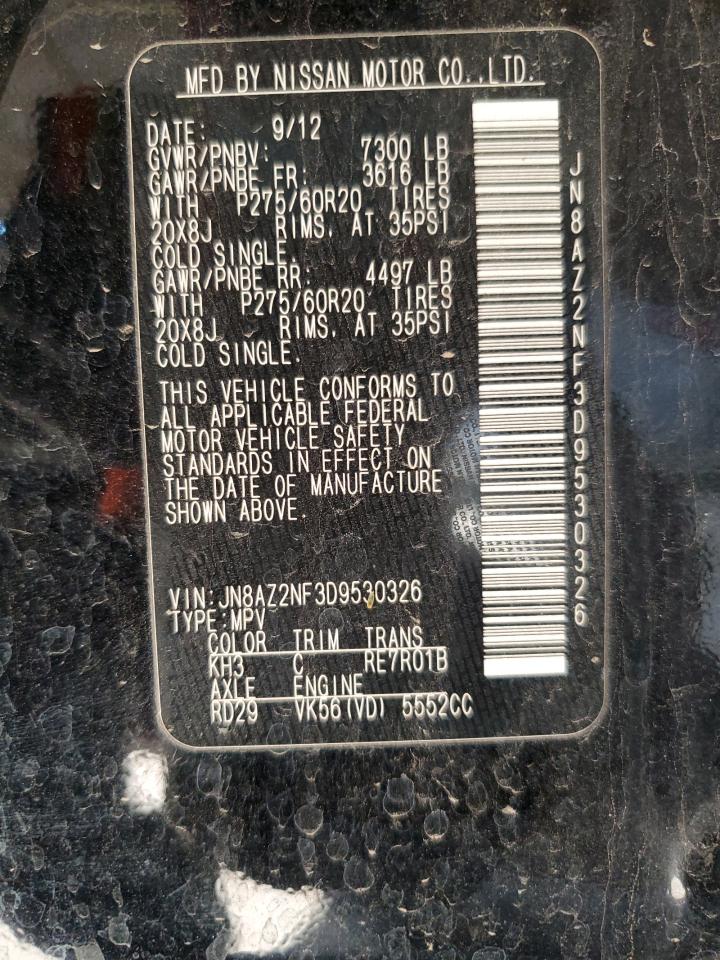 MFD BY NISSAN MOTOR CO.,LTD.
DATE: 9/12
GVWR/PNBV: 7300 LB
GAWR/PNBE FR: 3616 LB
WITH P275/60R20 TIRES
20X8J RIMS, AT 35PSI
COLD SINGLE.
GAWR/PNBE RR: 4497 LB
WITH P275/60R20 TIRES
20X8J RIMS, AT 35PSI
COLD SINGLE.
THIS VEHICLE CONFORMS TO
ALL APPLICABLE FEDERAL
MOTOR VEHICLE SAFETY
STANDARDS IN EFFECT ON
THE DATE OF MANUFACTURE
SHOWN ABOVE.
VIN:JN8AZ2NF3D9530326
TYPE:MPV
COLOR TRIM TRANS
KH3 C RE7R01B
AXLE ENGINE
RD29 VK56(VD) 5552CC
JN8AZ2NF3D9530326